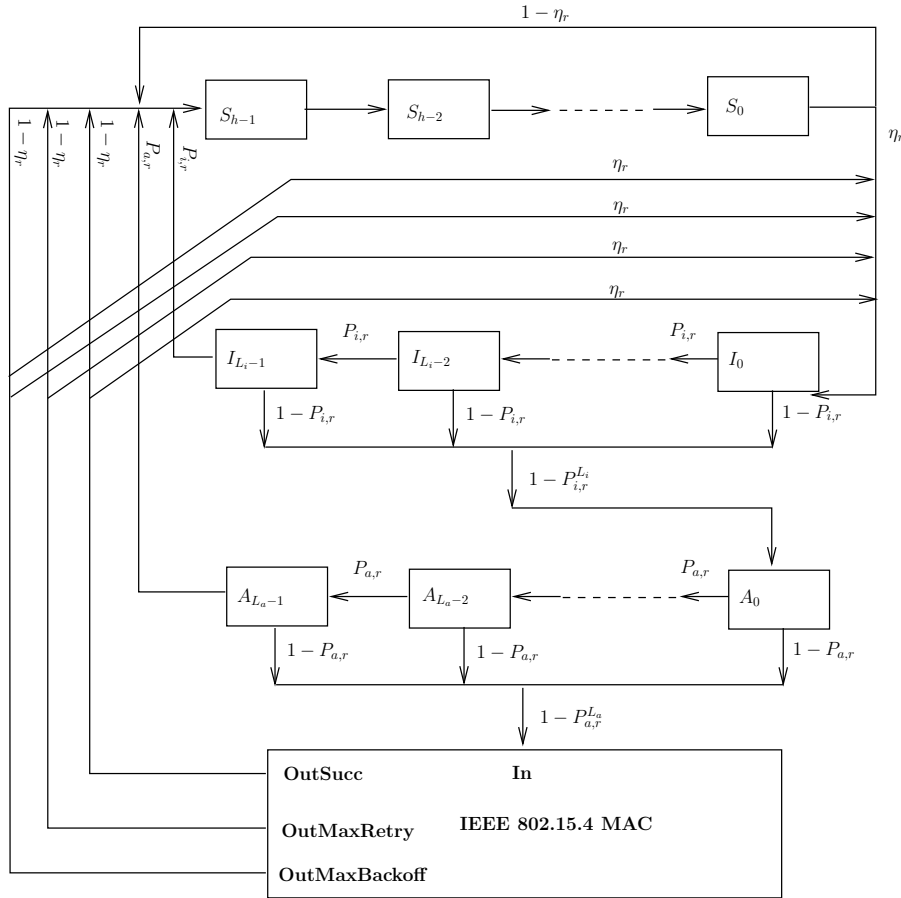 1 − η_r
S_{h−1}
S_{h−2}
S_0
η_r
1−η_r
1−η_r
1−η_r
P_{a,r}
P_{i,r}
η_r
η_r
η_r
η_r
P_{i,r}
P_{i,r}
I_{L_i−1}
I_{L_i−2}
I_0
1 − P_{i,r}
1 − P_{i,r}
1 − P_{i,r}
1 − P_{i,r}^{L_i}
P_{a,r}
P_{a,r}
A_{L_a−1}
A_{L_a−2}
A_0
1 − P_{a,r}
1 − P_{a,r}
1 − P_{a,r}
1 − P_{a,r}^{L_a}
OutSucc
In
OutMaxRetry
IEEE 802.15.4 MAC
OutMaxBackoff